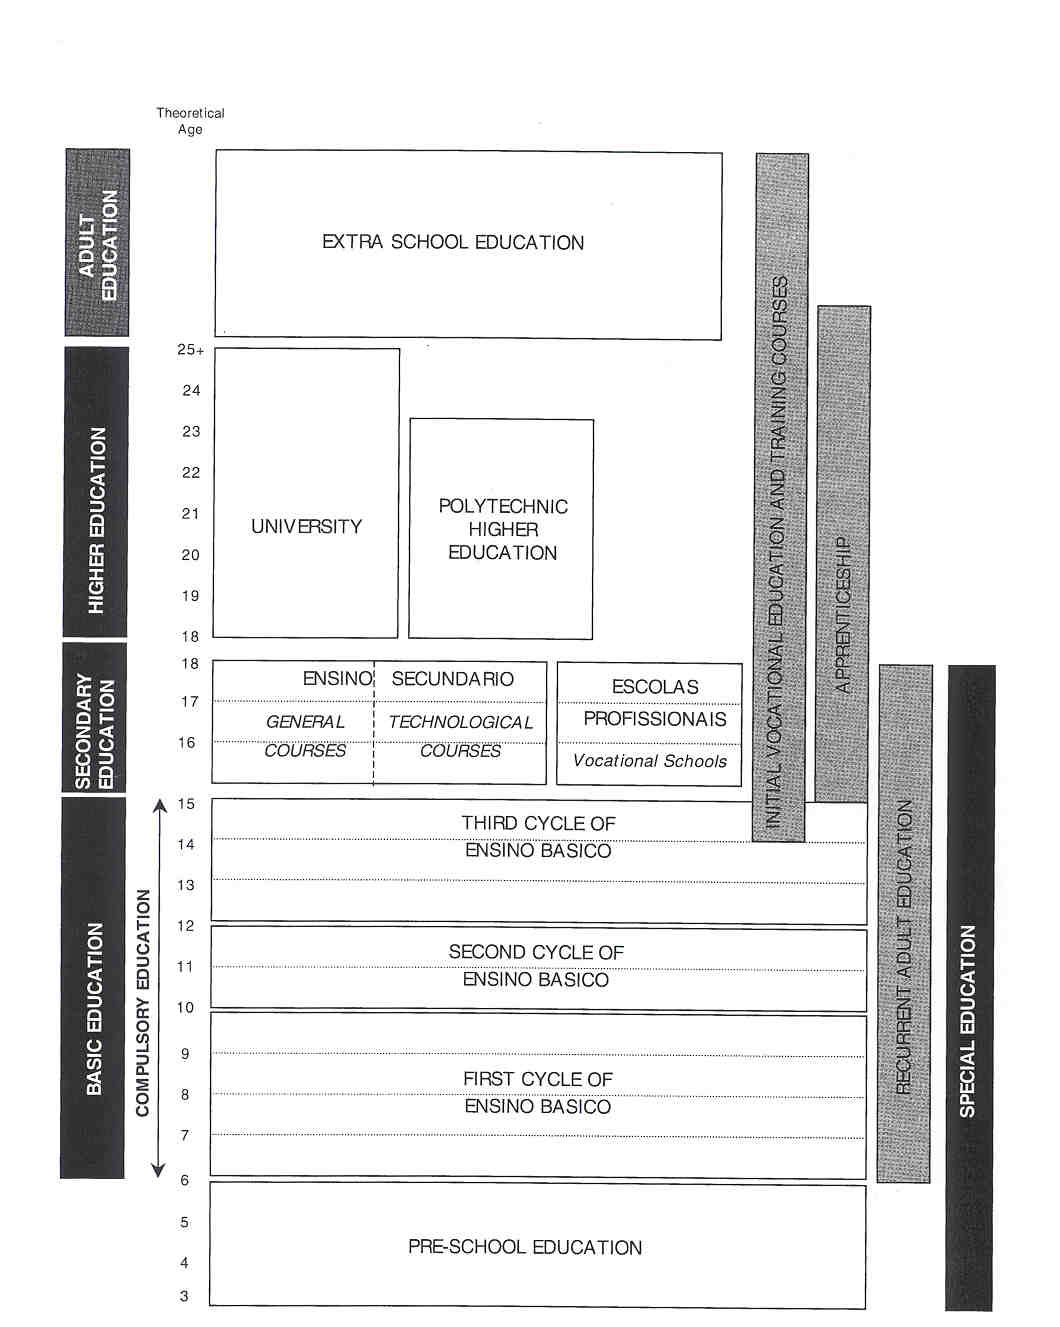 Theoretical
Age
ADULT
EDUCATION
EXTRA SCHOOL EDUCATION
HIGHER EDUCATION
25+
24
23
22
21
20
19
18
UNIVERSITY
POLYTECHNIC
HIGHER
EDUCATION
INITIAL VOCATIONAL EDUCATION AND TRAINING COURSES
APPRENTICESHIP
SECONDARY
EDUCATION
18
17
16
ENSINO SECUNDARIO
GENERAL
COURSES
TECHNOLOGICAL
COURSES
ESCOLAS
PROFISSIONAIS
Vocational Schools
BASIC EDUCATION
COMPULSORY EDUCATION
15
14
13
12
11
10
9
8
7
6
5
4
3
THIRD CYCLE OF
ENSINO BASICO
SECOND CYCLE OF
ENSINO BASICO
FIRST CYCLE OF
ENSINO BASICO
PRE-SCHOOL EDUCATION
RECURRENT ADULT EDUCATION
SPECIAL EDUCATION